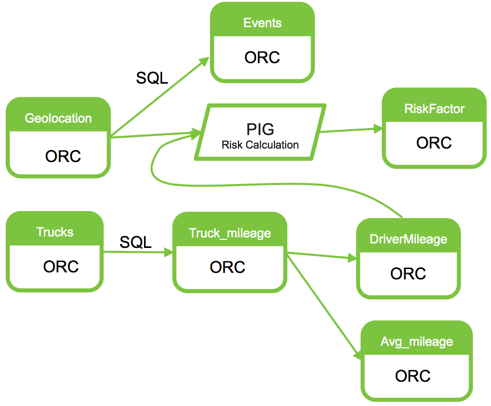 Events
ORC
SQL
Geolocation
ORC
PIG
Risk Calculation
RiskFactor
ORC
Trucks
ORC
SQL
Truck_mileage
ORC
DriverMileage
ORC
Avg_mileage
ORC